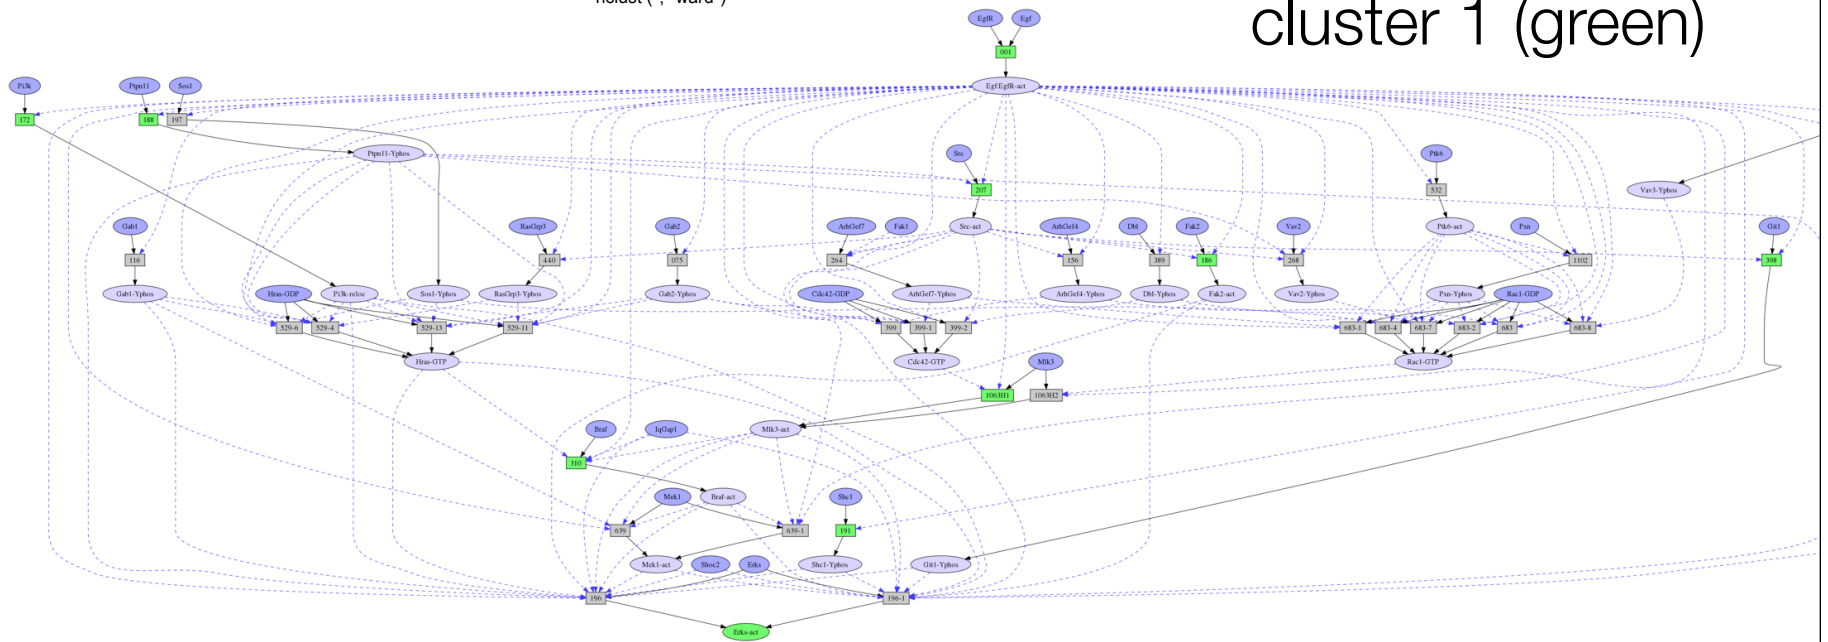 hclust (*, "ward")
cluster 1 (green)
EgfR Egf
001
Pi3k Ptpn11 Sos1 Egf:EgfR-act
172 188 197
Ptpn11-Yphos Src Ptk6
207 532 Vav3-Yphos
Gab1 RasGrp3 Gab2 ArhGef7 Fak1 Src-act ArhGef4 Dbl Fak2 Vav2 Ptk6-act Pxn Git1
116 440 075 264 156 389 186 268 1102 398
Gab1-Yphos Hras-GDP Pi3k-reloc Sos1-Yphos RasGrp3-Yphos Gab2-Yphos Cdc42-GDP ArhGef7-Yphos ArhGef4-Yphos Dbl-Yphos Fak2-act Vav2-Yphos Pxn-Yphos Rac1-GDP
529-6 529-4 529-13 529-11 399 399-1 399-2 683-1 683-4 683-7 683-2 683 683-8
Hras-GTP Cdc42-GTP Mlk3 Rac1-GTP
1063H1 1063H2
Braf IqGap1 Mlk3-act
310
Mek1 Braf-act Shc1
639 639-1 191
Mek1-act Shoc2 Erks Shc1-Yphos Git1-Yphos
196 196-1
Erks-act